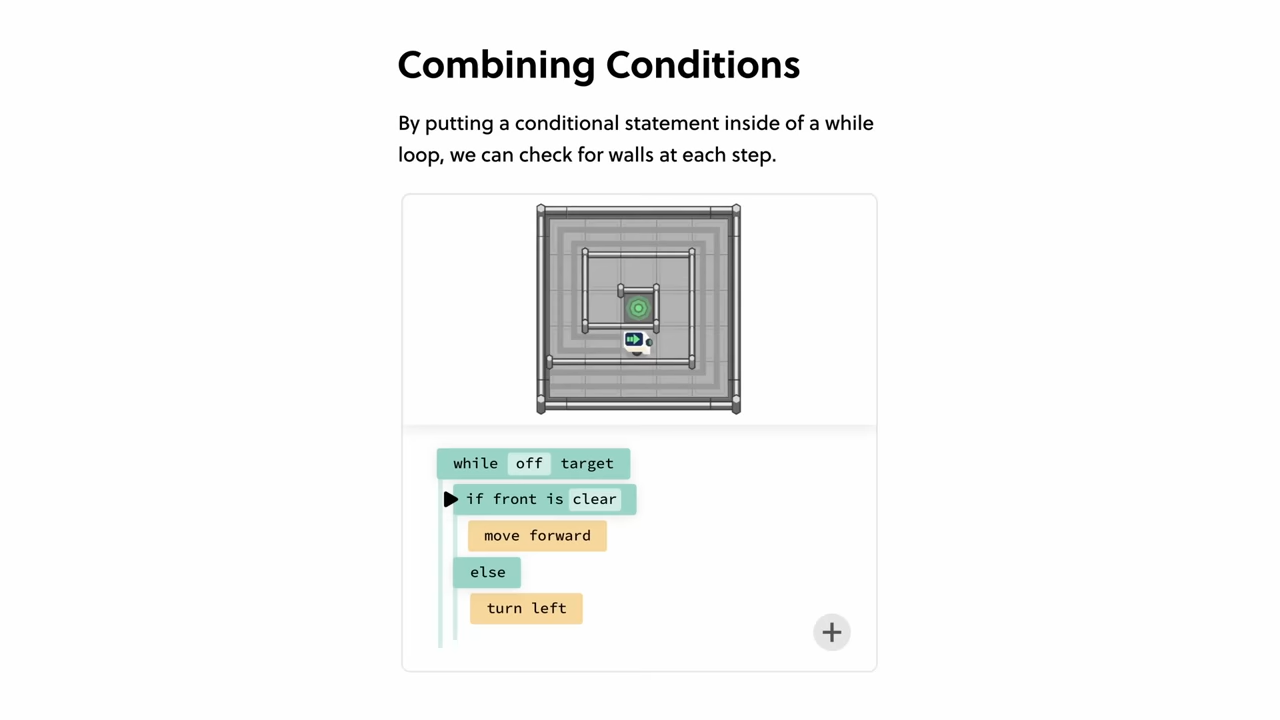 Combining Conditions
By putting a conditional statement inside of a while
loop, we can check for walls at each step.
while off target
if front is clear
move forward
else
turn left